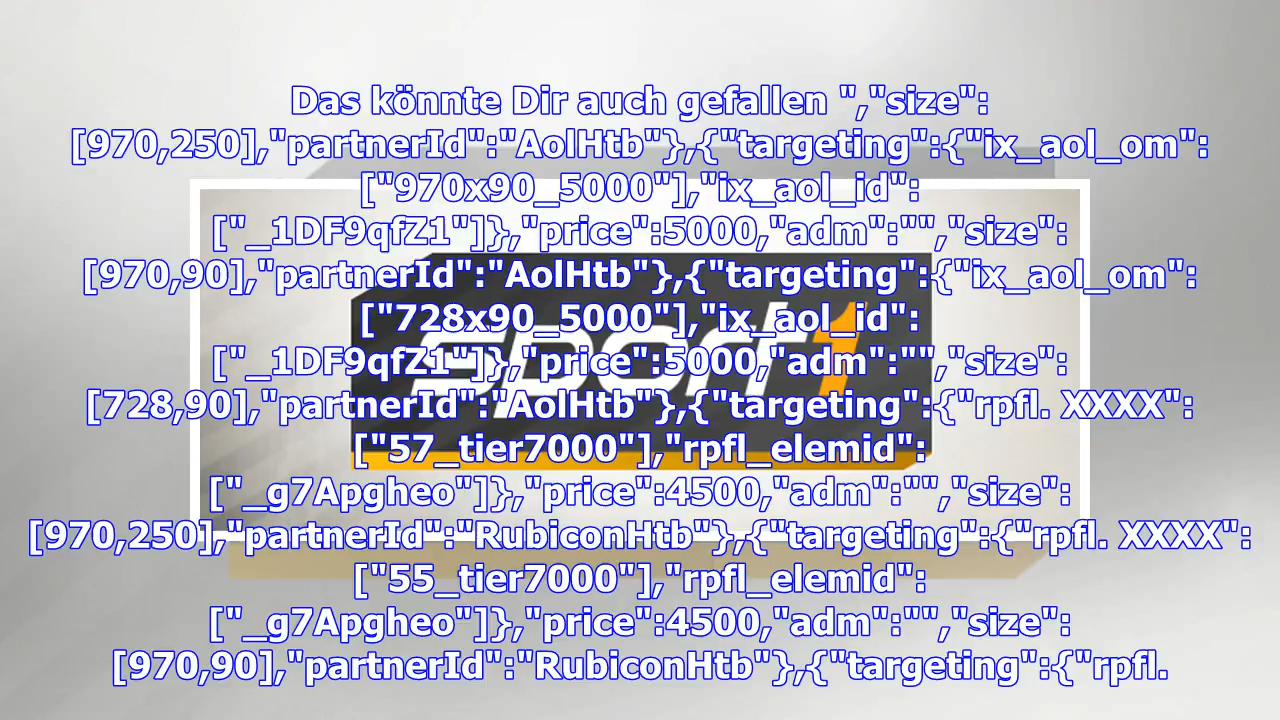 Das könnte Dir auch gefallen ","size":
[970,250],"partnerId":"AolHtb"},{"targeting":{"ix_aol_om":
["970x90_5000"],"ix_aol_id":
["_1DF9qfZ1"]},"price":5000,"adm":"","size":
[970,90],"partnerId":"AolHtb"},{"targeting":{"ix_aol_om":
["728x90_5000"],"ix_aol_id":
["_1DF9qfZ1"]},"price":5000,"adm":"","size":
[728,90],"partnerId":"AolHtb"},{"targeting":{"rpfl. XXXX":
["57_tier7000"],"rpfl_elemid":
["_g7Apgheo"]},"price":4500,"adm":"","size":
[970,250],"partnerId":"RubiconHtb"},{"targeting":{"rpfl. XXXX":
["55_tier7000"],"rpfl_elemid":
["_g7Apgheo"]},"price":4500,"adm":"","size":
[970,90],"partnerId":"RubiconHtb"},{"targeting":{"rpfl.
sport1